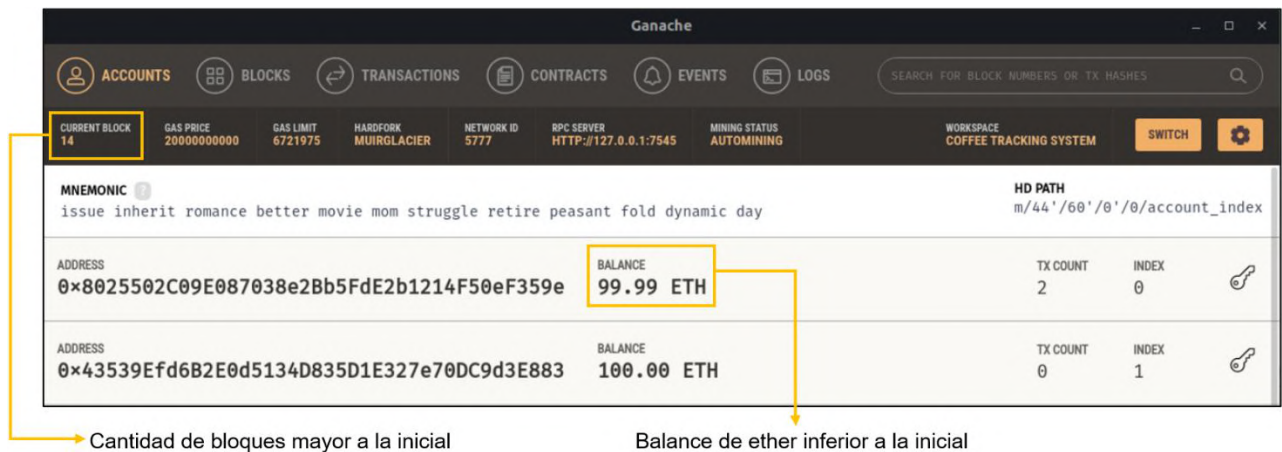 Ganache
ACCOUNTS BLOCKS TRANSACTIONS CONTRACTS EVENTS LOGS SEARCH FOR BLOCK NUMBERS OR TX HASHES
CURRENT BLOCK GAS PRICE GAS LIMIT HARDFORK NETWORK ID RPC SERVER MINING STATUS WORKSPACE
14 20000000000 6721975 MUIRGLACIER 5777 HTTP://127.0.0.1:7545 AUTOMINING COFFEE TRACKING SYSTEM SWITCH
MNEMONIC ? HD PATH
issue inherit romance better movie mom struggle retire peasant fold dynamic day m/44'/60'/0'/0/account_index
ADDRESS BALANCE TX COUNT INDEX
0×8025502C09E087038e2Bb5FdE2b1214F50eF359e 99.99 ETH 2 0
ADDRESS BALANCE TX COUNT INDEX
0×43539Efd6B2E0d5134D835D1E327e70DC9d3E883 100.00 ETH 0 1
Cantidad de bloques mayor a la inicial Balance de ether inferior a la inicial